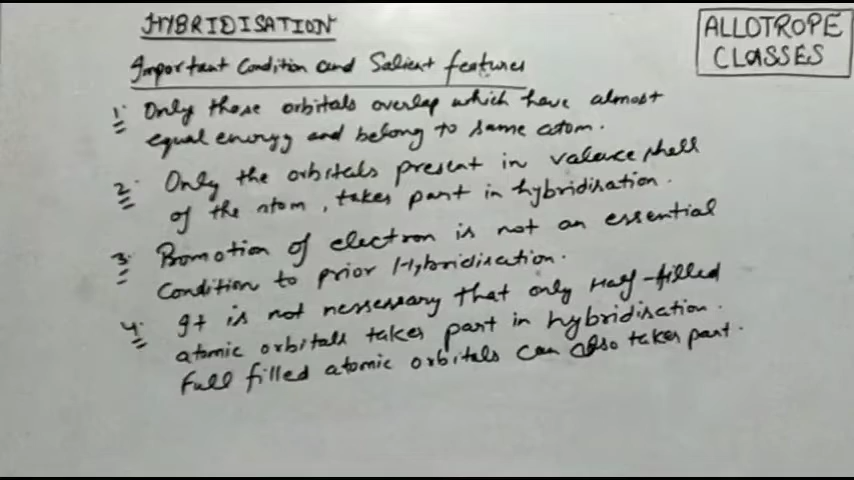 HYBRIDISATION
ALLOTROPE
CLASSES
Important Condition and Salient features
1. Only those orbitals overlap which have almost
equal energy and belong to same atom.
2. Only the orbitals present in valence shell
of the atom, takes part in hybridisation.
3. Promotion of electron is not an essential
Condition to prior Hybridisation.
4. It is not nessessary that only Half-filled
atomic orbitals takes part in hybridisation.
Full filled atomic orbitals can also takes part.